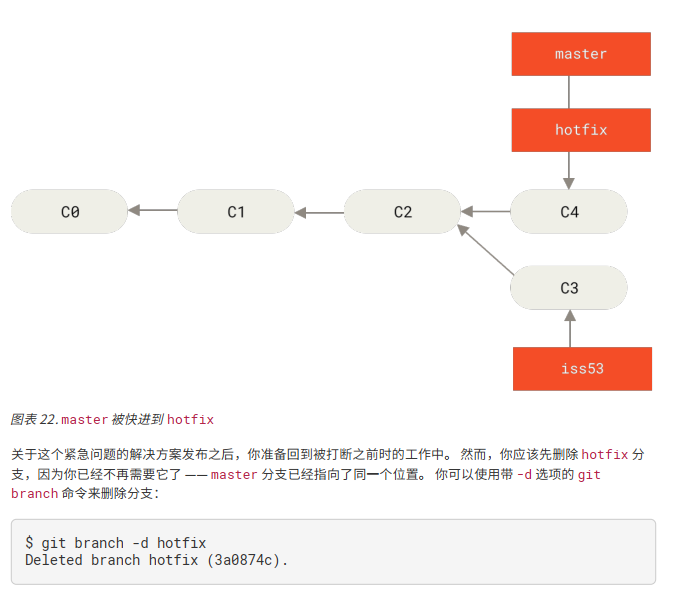 master
hotfix
C0
C1
C2
C4
C3
iss53
图表 22. master 被快进到 hotfix
关于这个紧急问题的解决方案发布之后，你准备回到被打断之前时的工作中。 然而，你应该先删除 hotfix 分
支，因为你已经不再需要它了 —— master 分支已经指向了同一个位置。 你可以使用带 -d 选项的 git
branch 命令来删除分支：
$ git branch -d hotfix
Deleted branch hotfix (3a0874c).